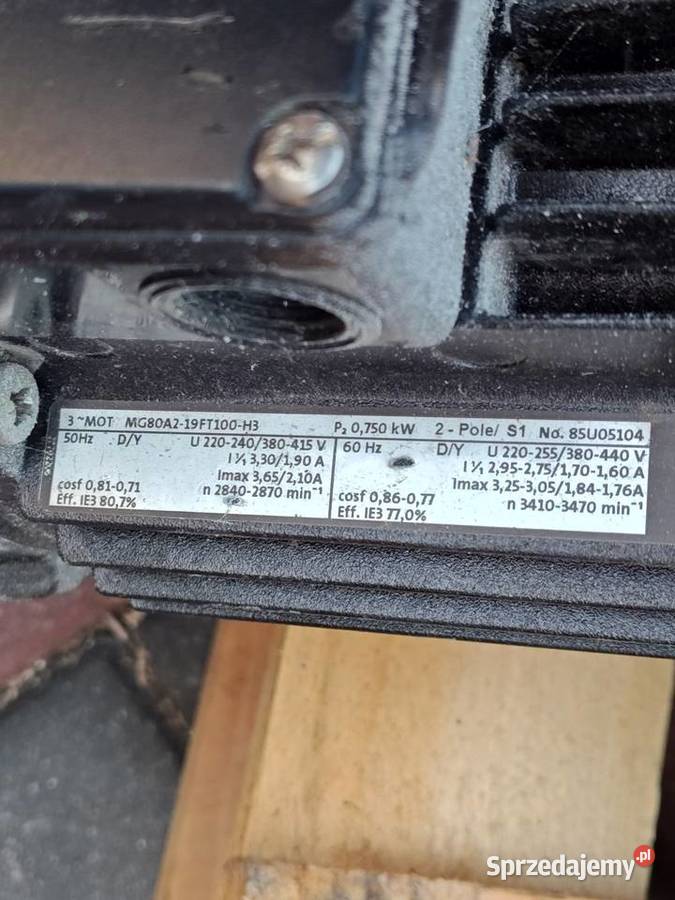 3 ~MOT MG80A2-19FT100-H3 P₂ 0,750 kW 2 - Pole/ S1 No. 85U05104
50Hz D/Y U 220-240/380-415 V
I ¹/₁ 3,30/1,90 A
Imax 3,65/2,10A
cosf 0,81-0,71 n 2840-2870 min⁻¹
Eff. IE3 80,7%
60 Hz D/Y U 220-255/380-440 V
I ¹/₁ 2,95-2,75/1,70-1,60 A
Imax 3,25-3,05/1,84-1,76A
cosf 0,86-0,77 n 3410-3470 min⁻¹
Eff. IE3 77,0%
Sprzedajemy.pl